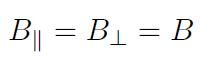 B∥ = B⊥ = B